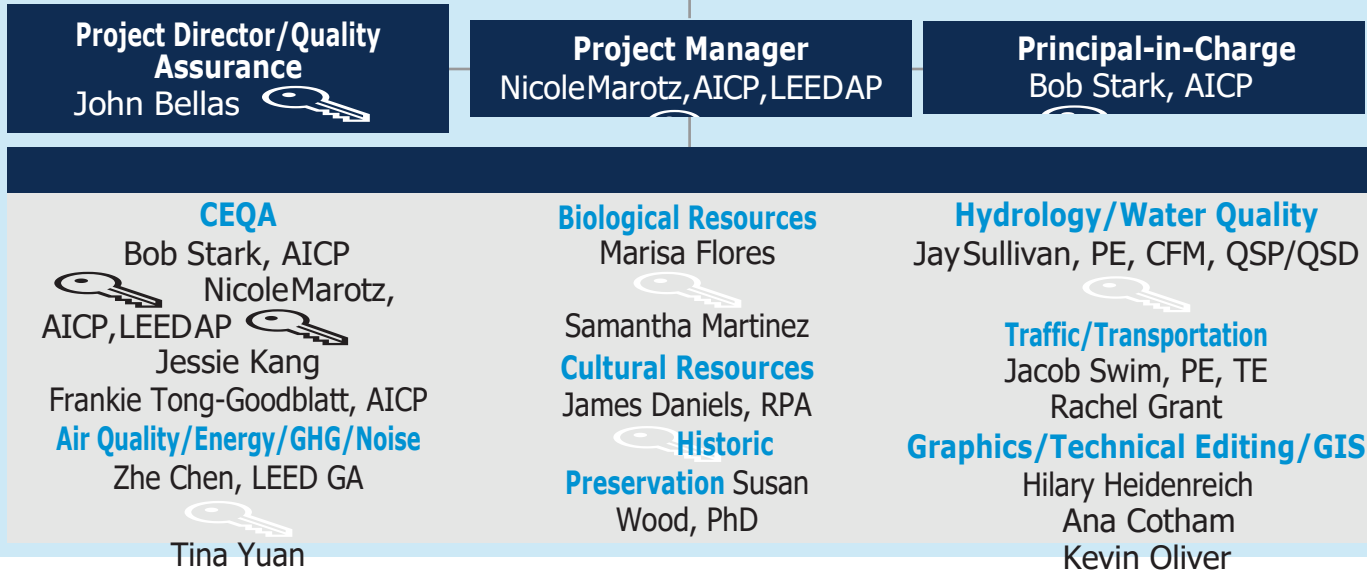 Project Director/Quality
Assurance
John Bellas
Project Manager
NicoleMarotz,AICP,LEEDAP
Principal-in-Charge
Bob Stark, AICP
CEQA
Bob Stark, AICP
NicoleMarotz,
AICP,LEEDAP
Jessie Kang
Frankie Tong-Goodblatt, AICP
Air Quality/Energy/GHG/Noise
Zhe Chen, LEED GA
Tina Yuan
Biological Resources
Marisa Flores
Samantha Martinez
Cultural Resources
James Daniels, RPA
Historic
Preservation Susan
Wood, PhD
Hydrology/Water Quality
Jay Sullivan, PE, CFM, QSP/QSD
Traffic/Transportation
Jacob Swim, PE, TE
Rachel Grant
Graphics/Technical Editing/GIS
Hilary Heidenreich
Ana Cotham
Kevin Oliver